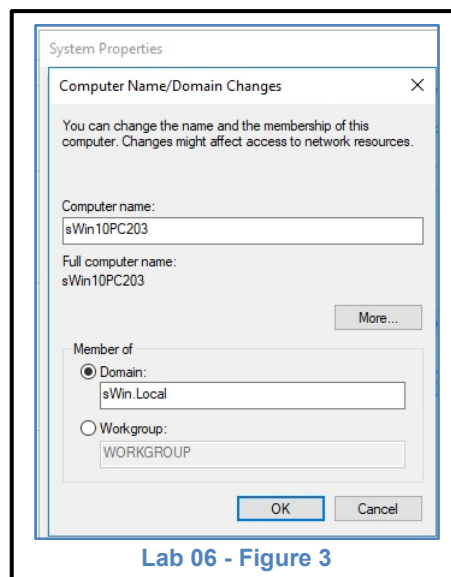 System Properties
Computer Name/Domain Changes
You can change the name and the membership of this
computer. Changes might affect access to network resources.
Computer name:
sWin10PC203
Full computer name:
sWin10PC203
More...
Member of
Domain:
sWin.Local
Workgroup:
WORKGROUP
OK Cancel
Lab 06 - Figure 3